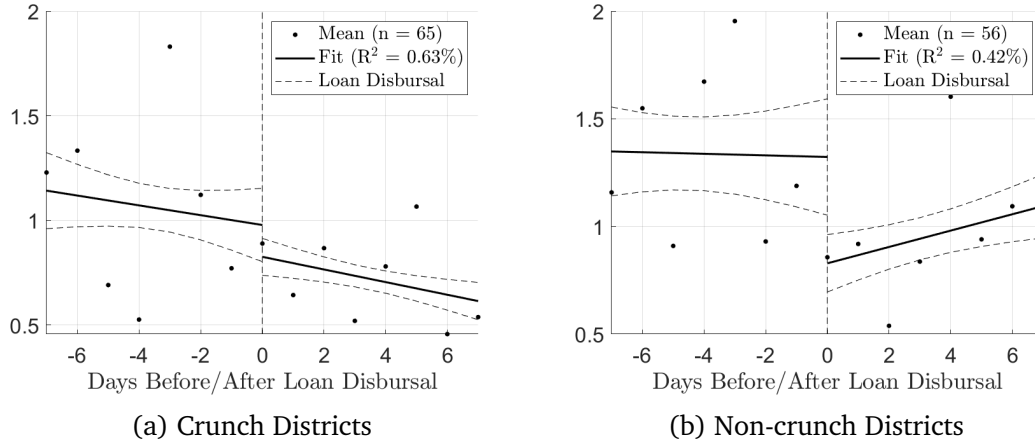 2
1.5
1
0.5
-6
-4
-2
0
2
4
6
Mean (n = 65)
Fit (R² = 0.63%)
Loan Disbursal
Days Before/After Loan Disbursal
(a) Crunch Districts
2
1.5
1
0.5
-6
-4
-2
0
2
4
6
Mean (n = 56)
Fit (R² = 0.42%)
Loan Disbursal
Days Before/After Loan Disbursal
(b) Non-crunch Districts